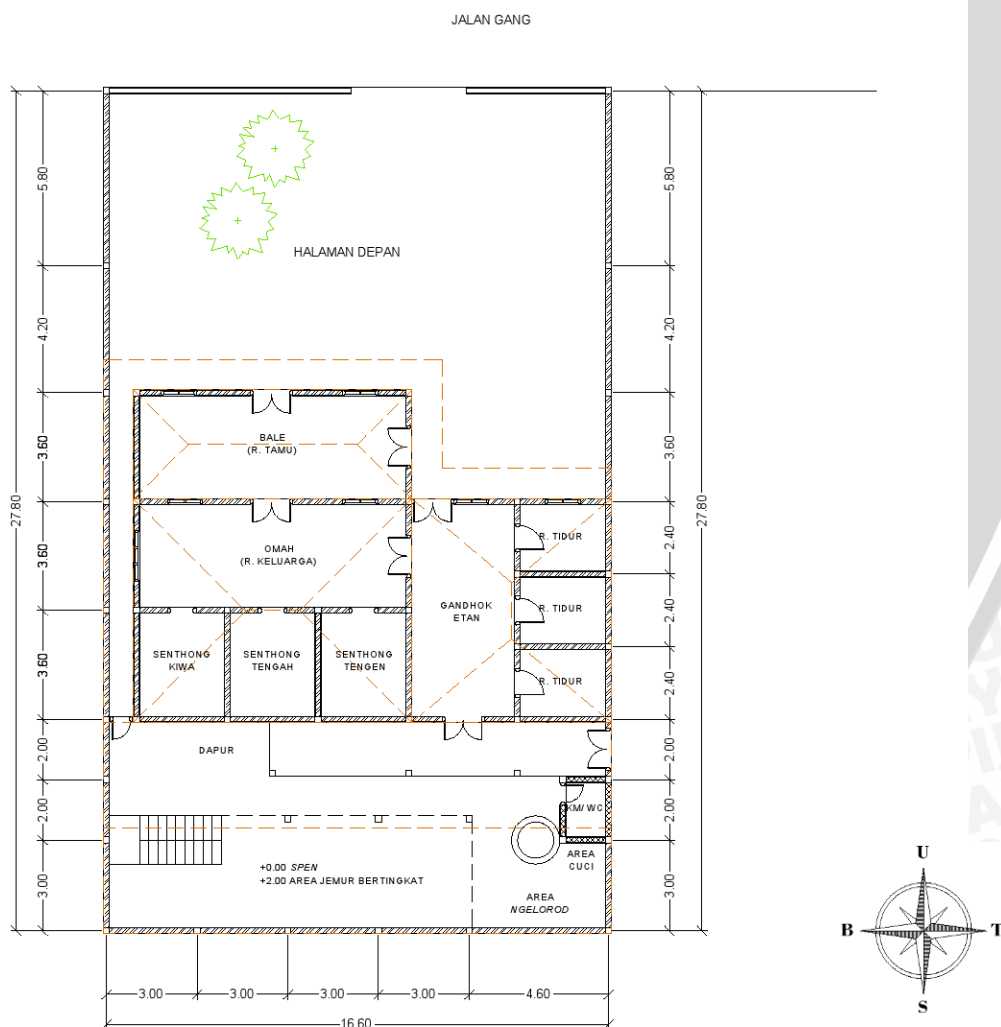 JALAN GANG
5.80
5.80
HALAMAN DEPAN
4.20
4.20
BALE
(R. TAMU)
3.60
3.60
27.80
27.80
OMAH
(R. KELUARGA)
3.60
R. TIDUR
2.40
GANDHOK
ETAN
R. TIDUR
2.40
SENTHONG
KIWA
SENTHONG
TENGAH
SENTHONG
TENGEN
3.60
R. TIDUR
2.40
DAPUR
2.00
2.00
KM/ WC
2.00
2.00
+0.00 SPEN
+2.00 AREA JEMUR BERTINGKAT
AREA
CUCI
AREA
NGELOROD
3.00
3.00
3.00
3.00
3.00
3.00
4.60
16.60
U
B
T
S